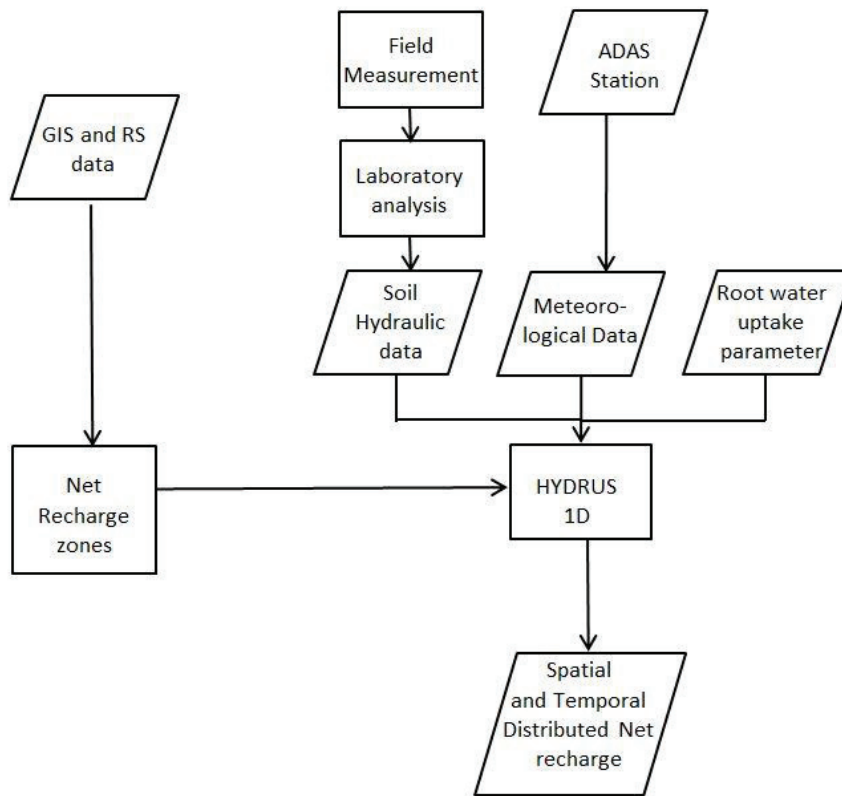 Field
Measurement
ADAS
Station
GIS and RS
data
Laboratory
analysis
Soil
Hydraulic
data
Meteoro-
logical Data
Root water
uptake
parameter
Net
Recharge
zones
HYDRUS
1D
Spatial
and Temporal
Distributed Net
recharge